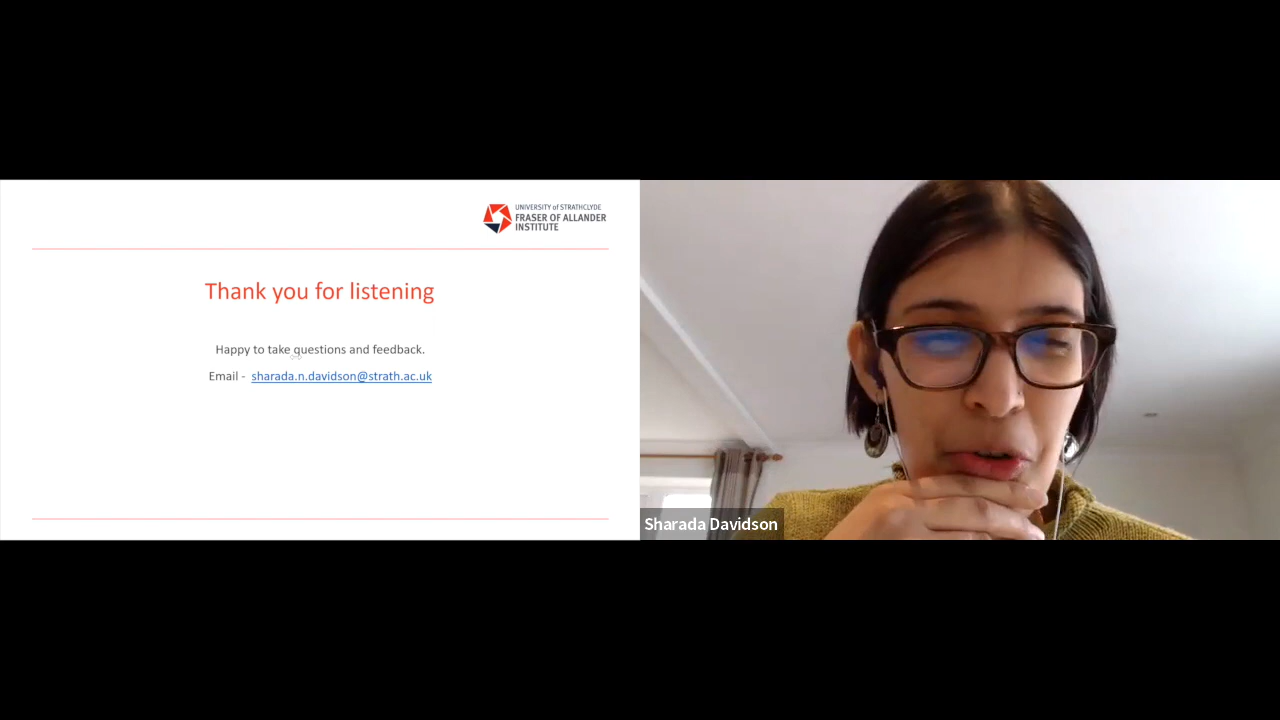 UNIVERSITY of STRATHCLYDE
FRASER OF ALLANDER
INSTITUTE
Thank you for listening
Happy to take questions and feedback.
Email - sharada.n.davidson@strath.ac.uk
Sharada Davidson